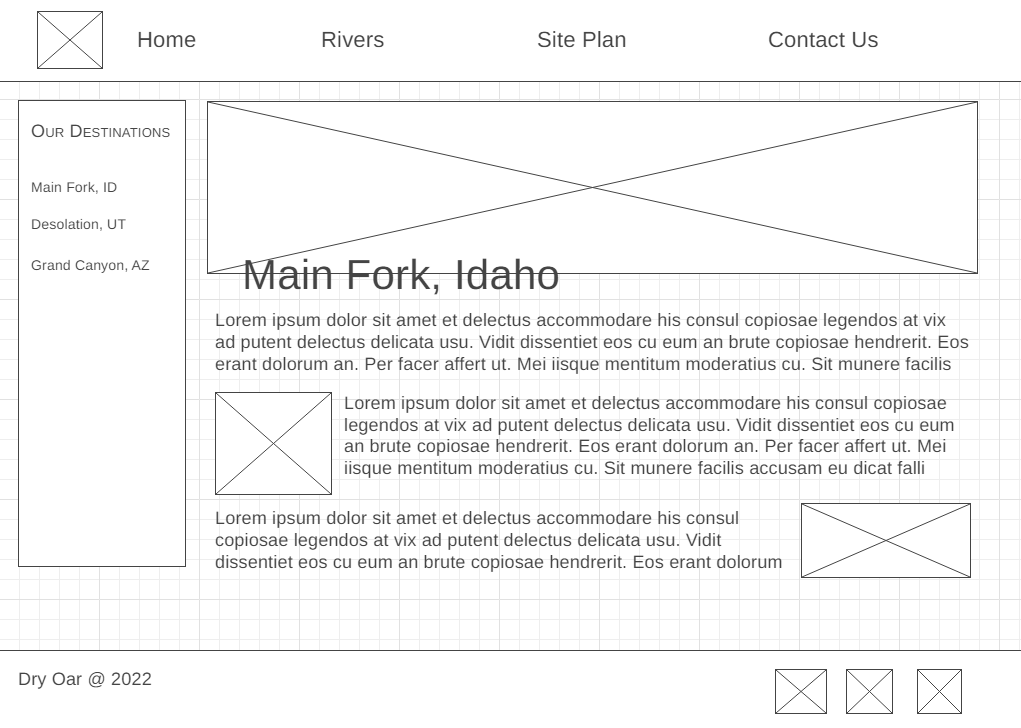 Home Rivers Site Plan Contact Us
Our Destinations
Main Fork, ID
Desolation, UT
Grand Canyon, AZ
Main Fork, Idaho
Lorem ipsum dolor sit amet et delectus accommodare his consul copiosae legendos at vix
ad putent delectus delicata usu. Vidit dissentiet eos cu eum an brute copiosae hendrerit. Eos
erant dolorum an. Per facer affert ut. Mei iisque mentitum moderatius cu. Sit munere facilis
Lorem ipsum dolor sit amet et delectus accommodare his consul copiosae
legendos at vix ad putent delectus delicata usu. Vidit dissentiet eos cu eum
an brute copiosae hendrerit. Eos erant dolorum an. Per facer affert ut. Mei
iisque mentitum moderatius cu. Sit munere facilis accusam eu dicat falli
Lorem ipsum dolor sit amet et delectus accommodare his consul
copiosae legendos at vix ad putent delectus delicata usu. Vidit
dissentiet eos cu eum an brute copiosae hendrerit. Eos erant dolorum
Dry Oar @ 2022